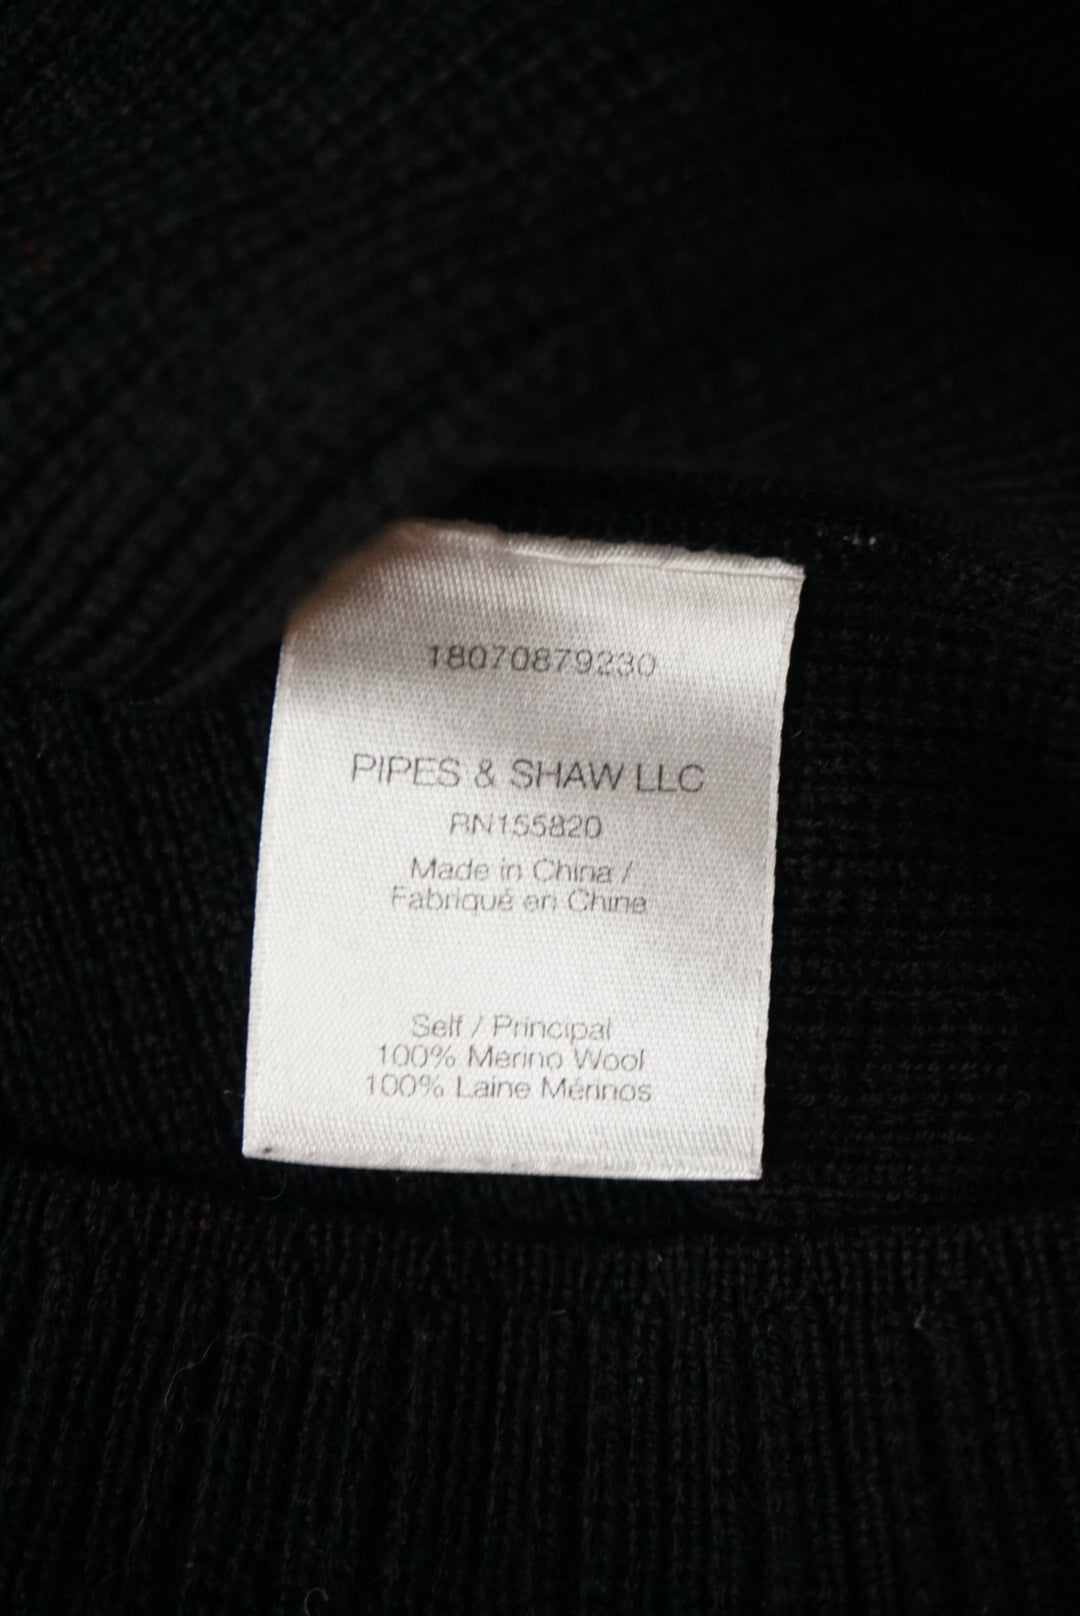 18070879230
PIPES & SHAW LLC
RN155820
Made in China /
Fabriqué en Chine
Self / Principal
100% Merino Wool
100% Laine Mérinos